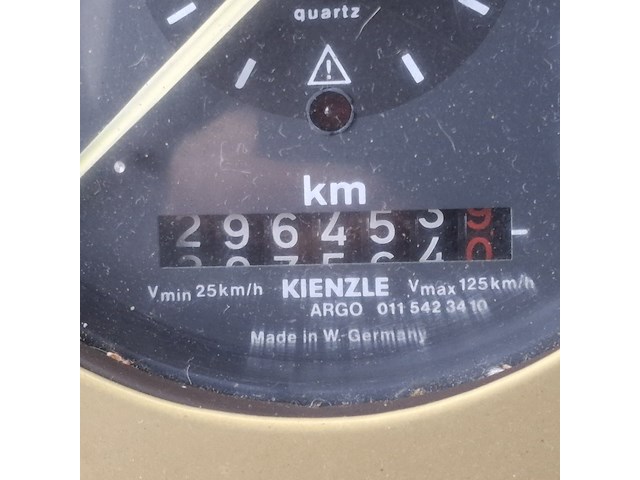 quartz
km
2964539
Vmin 25km/h KIENZLE Vmax 125km/h
ARGO 011 542 34 10
Made in W.-Germany